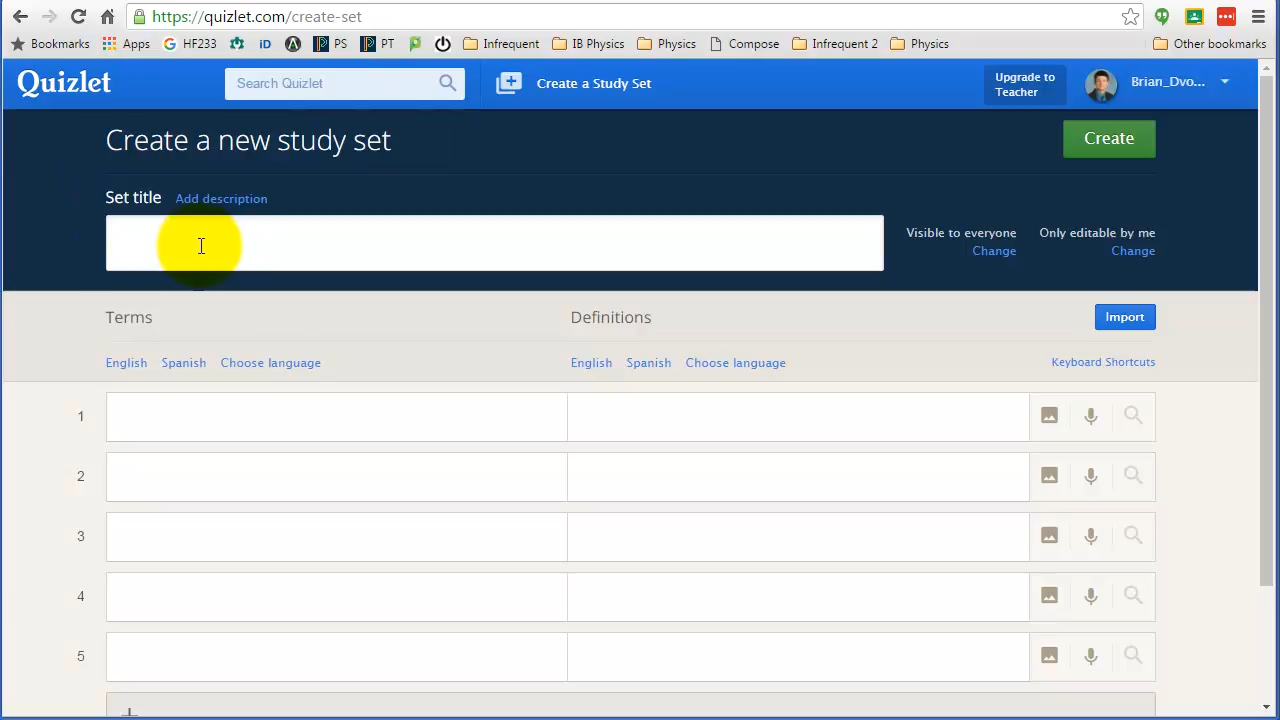 https://quizlet.com/create-set
Bookmarks Apps HF233 iD PS PT Infrequent IB Physics Physics Compose Infrequent 2 Physics Other bookmarks
Quizlet Search Quizlet Create a Study Set Upgrade to Teacher Brian_Dvo...
Create a new study set Create
Set title Add description
Visible to everyone Only editable by me
Change Change
Terms Definitions Import
English Spanish Choose language English Spanish Choose language Keyboard Shortcuts
1
2
3
4
5